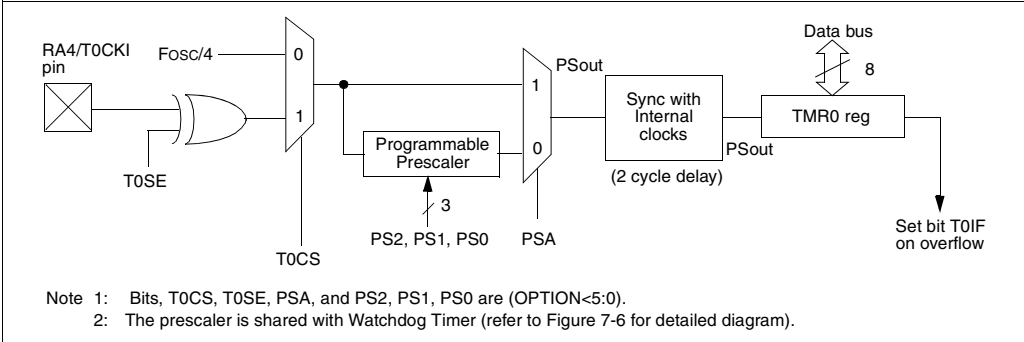 Data bus
RA4/T0CKI
pin
FOSC/4
0
PSout
8
1
1
Sync with
Internal
clocks
TMR0 reg
Programmable
Prescaler
0
PSout
T0SE
(2 cycle delay)
3
Set bit T0IF
on overflow
PS2, PS1, PS0
PSA
T0CS
Note 1: Bits, T0CS, T0SE, PSA, and PS2, PS1, PS0 are (OPTION<5:0).
2: The prescaler is shared with Watchdog Timer (refer to Figure 7-6 for detailed diagram).